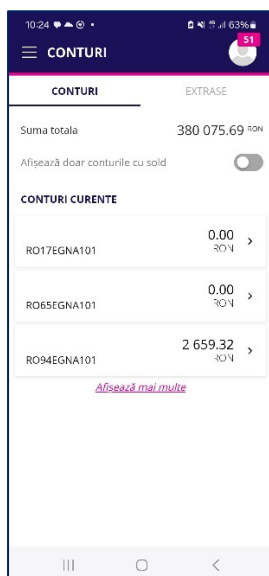 10:24
63%
51
CONTURI
CONTURI EXTRASE
Suma totala 380 075.69 RON
Afișează doar conturile cu sold
CONTURI CURENTE
0.00
RO17EGNA101 RON
0.00
RO65EGNA101 RON
2 659.32
RO94EGNA101 RON
Afișează mai multe